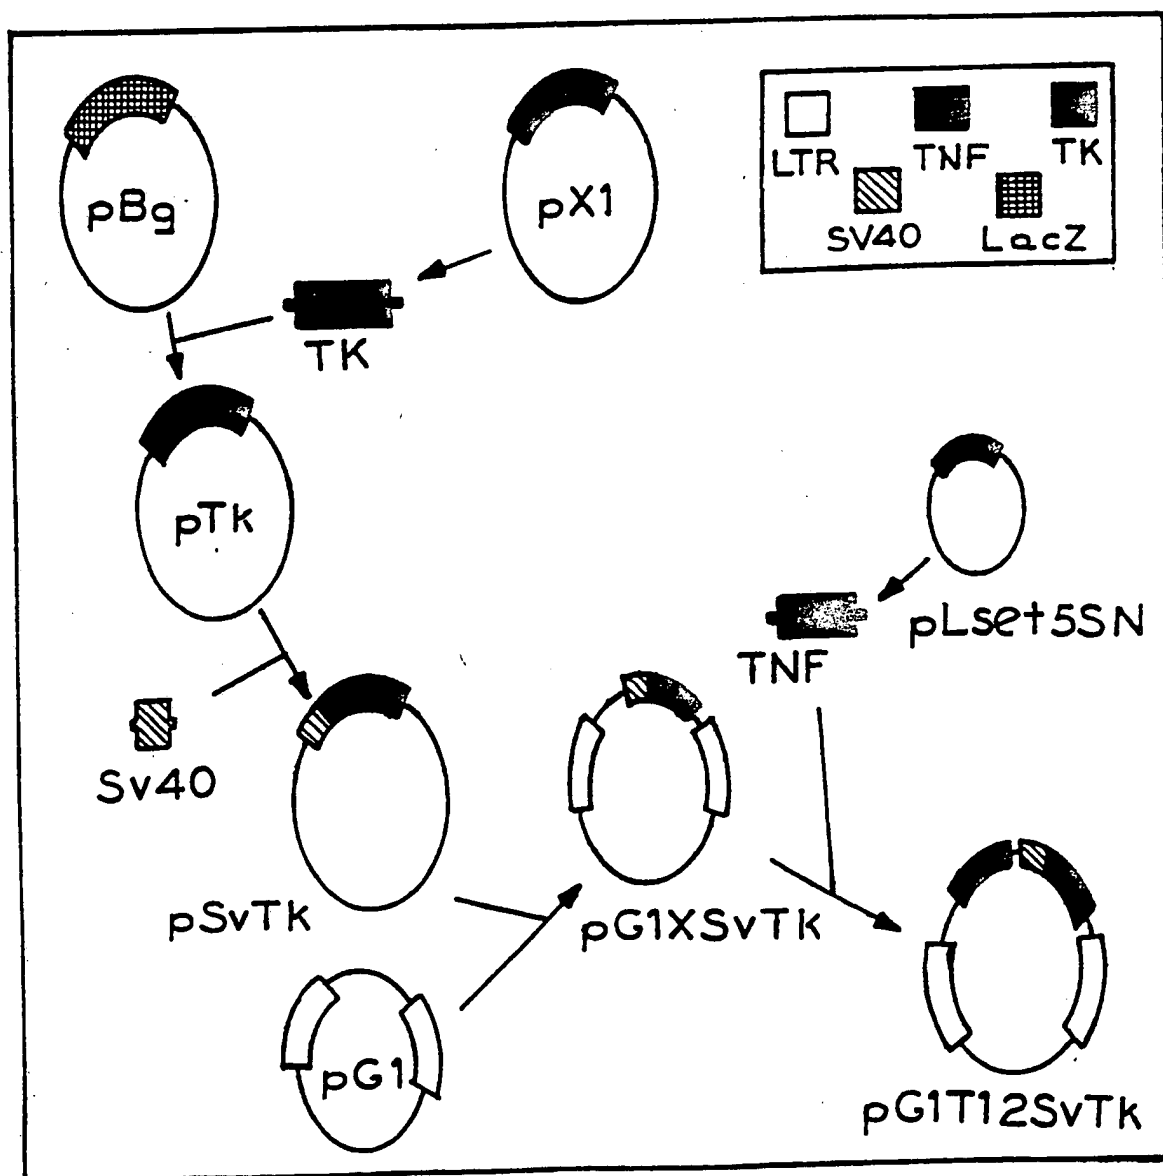 pBg
pX1
LTR
TNF
TK
SV40
LacZ
TK
pTk
pLset5SN
TNF
Sv40
pSvTk
pG1XSvTk
pG1
pG1T12SvTk